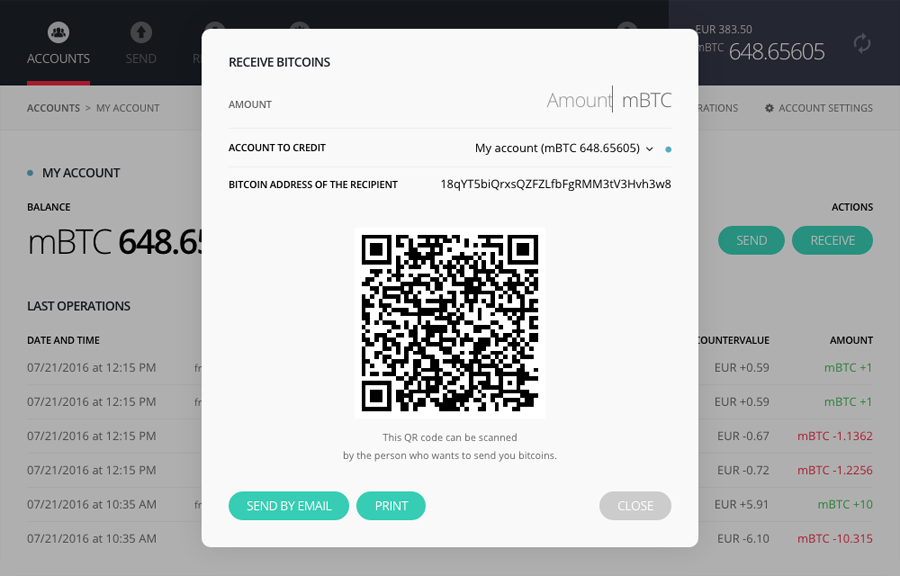 EUR 383.50
mBTC 648.65605
ACCOUNTS SEND
ACCOUNTS > MY ACCOUNT ACCOUNT SETTINGS
MY ACCOUNT
BALANCE ACTIONS
mBTC 648.65
SEND RECEIVE
LAST OPERATIONS
DATE AND TIME COUNTERVALUE AMOUNT
07/21/2016 at 12:15 PM fr EUR +0.59 mBTC +1
07/21/2016 at 12:15 PM fr EUR +0.59 mBTC +1
07/21/2016 at 12:15 PM EUR -0.67 mBTC -1.1362
07/21/2016 at 12:15 PM EUR -0.72 mBTC -1.2256
07/21/2016 at 10:35 AM fr EUR +5.91 mBTC +10
07/21/2016 at 10:35 AM EUR -6.10 mBTC -10.315
RECEIVE BITCOINS
AMOUNT Amount mBTC
ACCOUNT TO CREDIT My account (mBTC 648.65605)
BITCOIN ADDRESS OF THE RECIPIENT 18qYT5biQrxsQZFZLfbFgRMM3tV3Hvh3w8
This QR code can be scanned
by the person who wants to send you bitcoins.
SEND BY EMAIL PRINT CLOSE